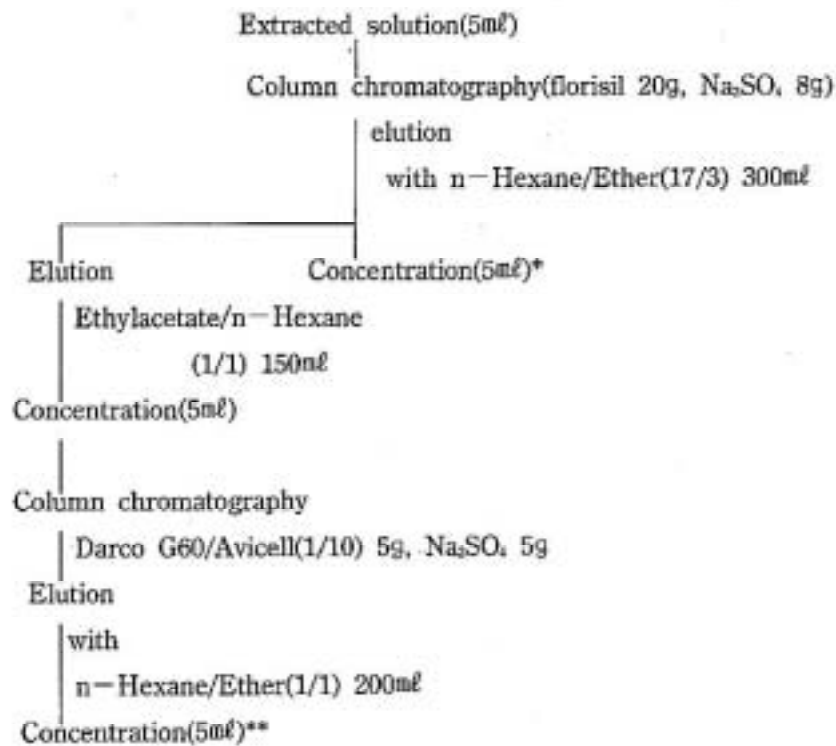 Extracted solution(5㎖)
Column chromatography(florisil 20g, Na₂SO₄ 8g)
elution
with n-Hexane/Ether(17/3) 300㎖
Elution
Concentration(5㎖)*
Ethylacetate/n-Hexane
(1/1) 150㎖
Concentration(5㎖)
Column chromatography
Darco G60/Avicell(1/10) 5g, Na₂SO₄ 5g
Elution
with
n-Hexane/Ether(1/1) 200㎖
Concentration(5㎖)**